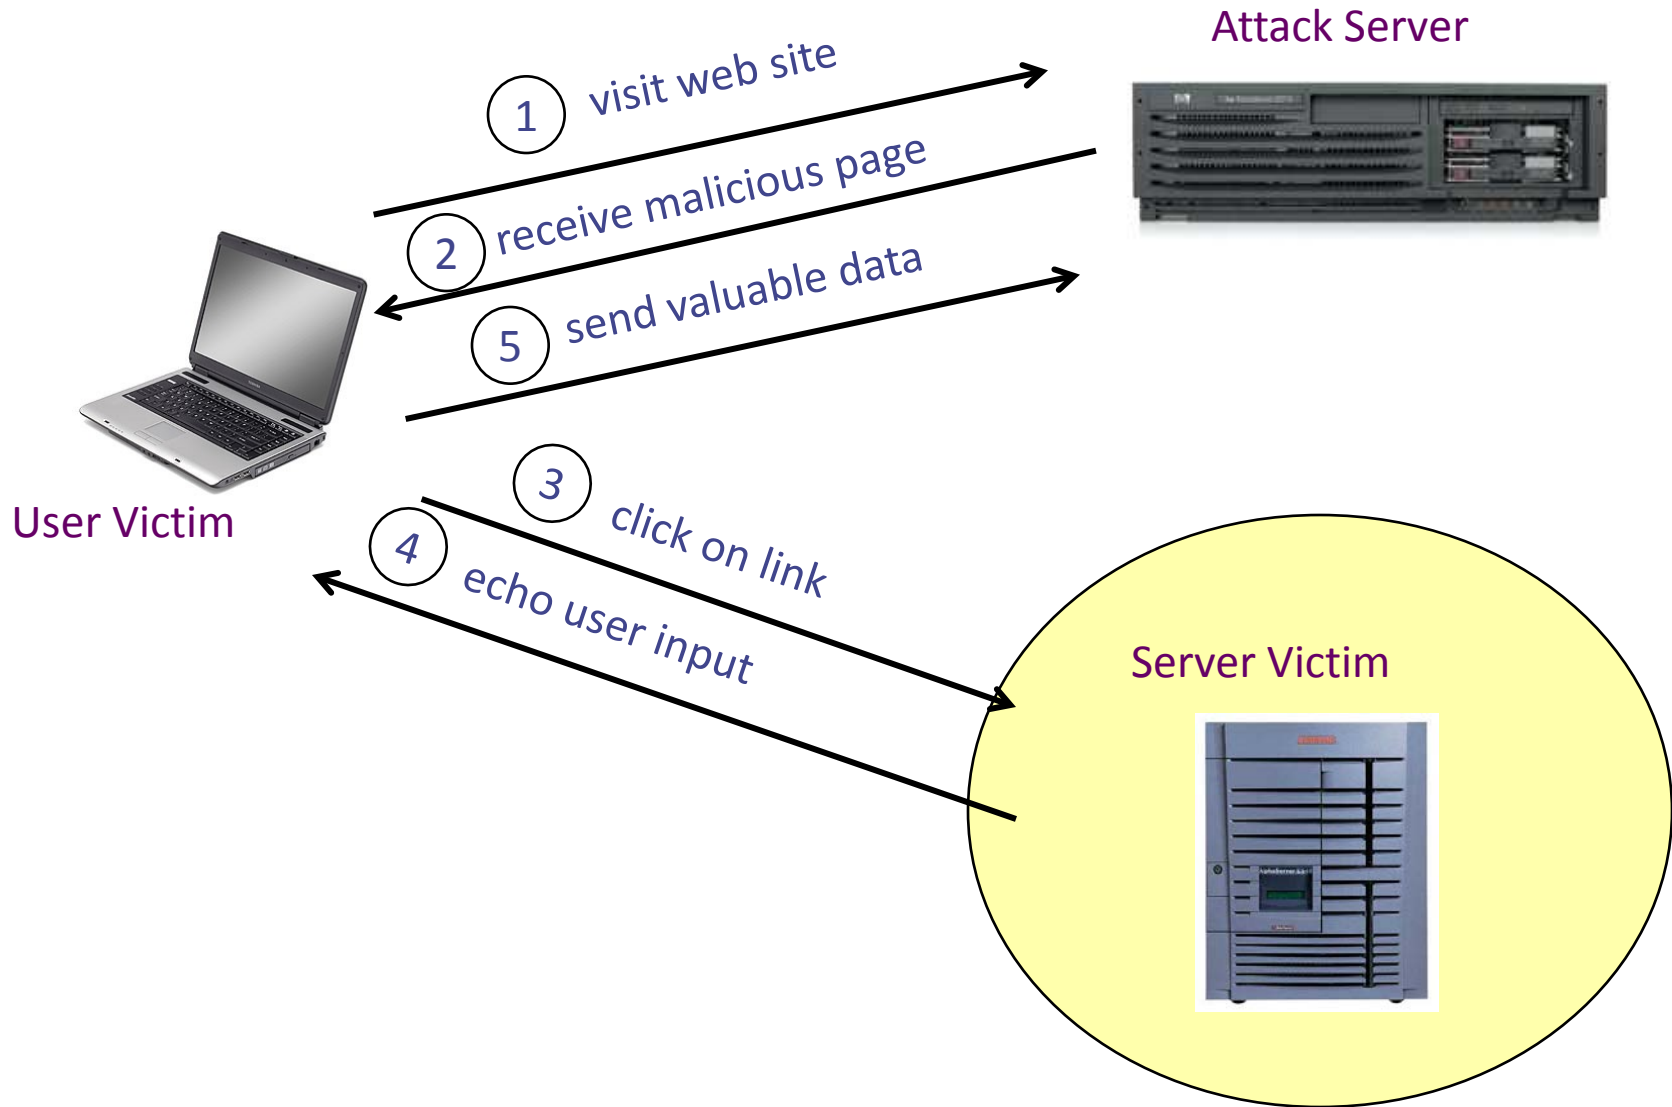 Attack Server
1 visit web site
2 receive malicious page
5 send valuable data
User Victim
3 click on link
4 echo user input
Server Victim